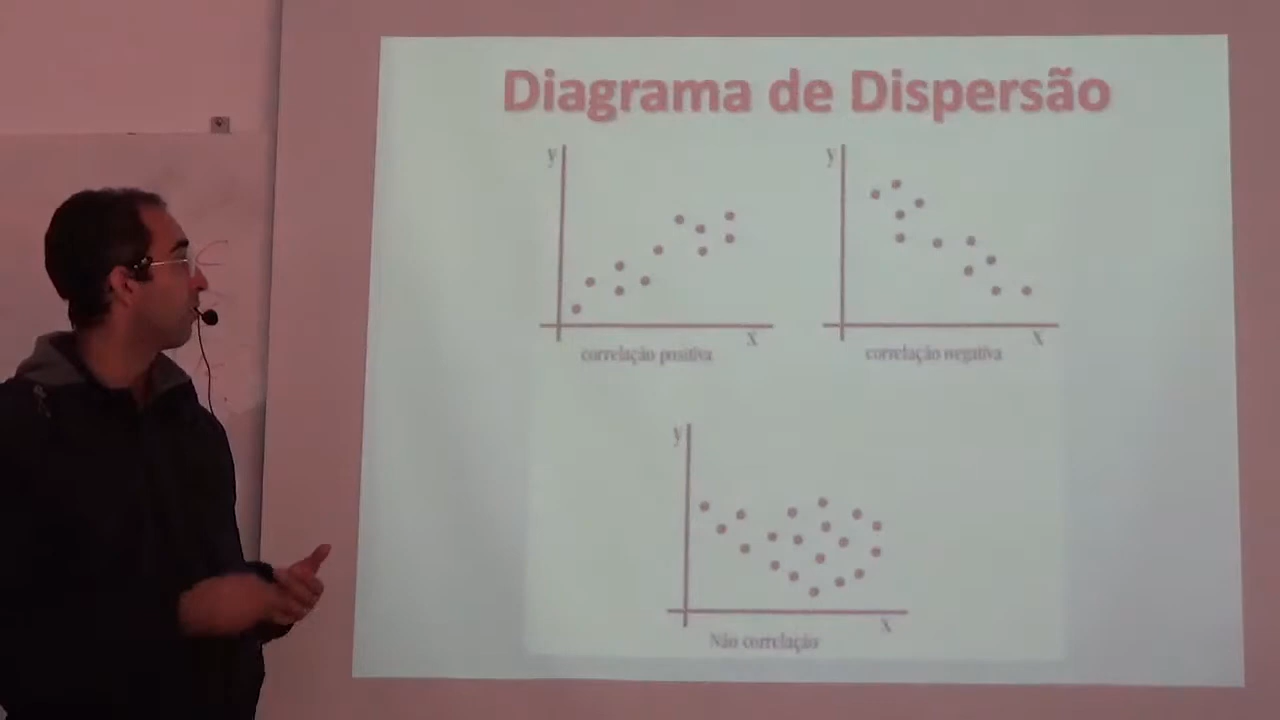 Diagrama de Dispersão
y
x
correlação positiva
y
x
correlação negativa
y
x
Não correlação